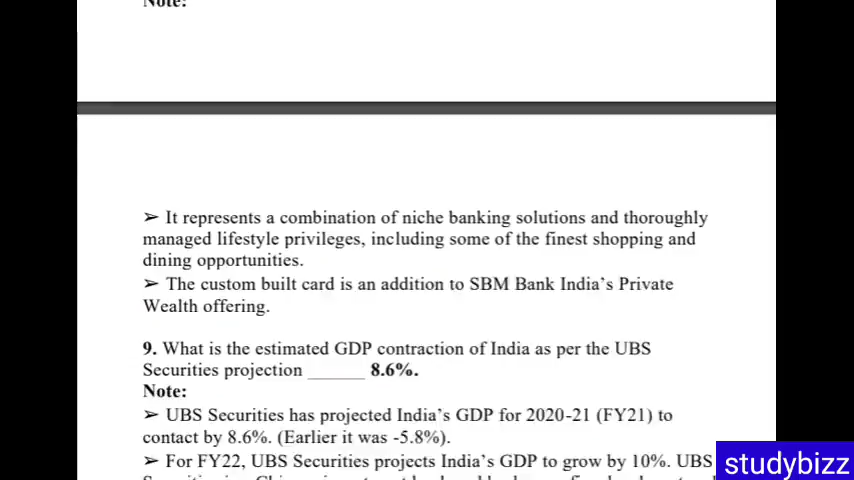 Note:
➢ It represents a combination of niche banking solutions and thoroughly
managed lifestyle privileges, including some of the finest shopping and
dining opportunities.
➢ The custom built card is an addition to SBM Bank India's Private
Wealth offering.
9. What is the estimated GDP contraction of India as per the UBS
Securities projection ______ 8.6%.
Note:
➢ UBS Securities has projected India's GDP for 2020-21 (FY21) to
contact by 8.6%. (Earlier it was -5.8%).
➢ For FY22, UBS Securities projects India's GDP to grow by 10%. UBS
studybizz